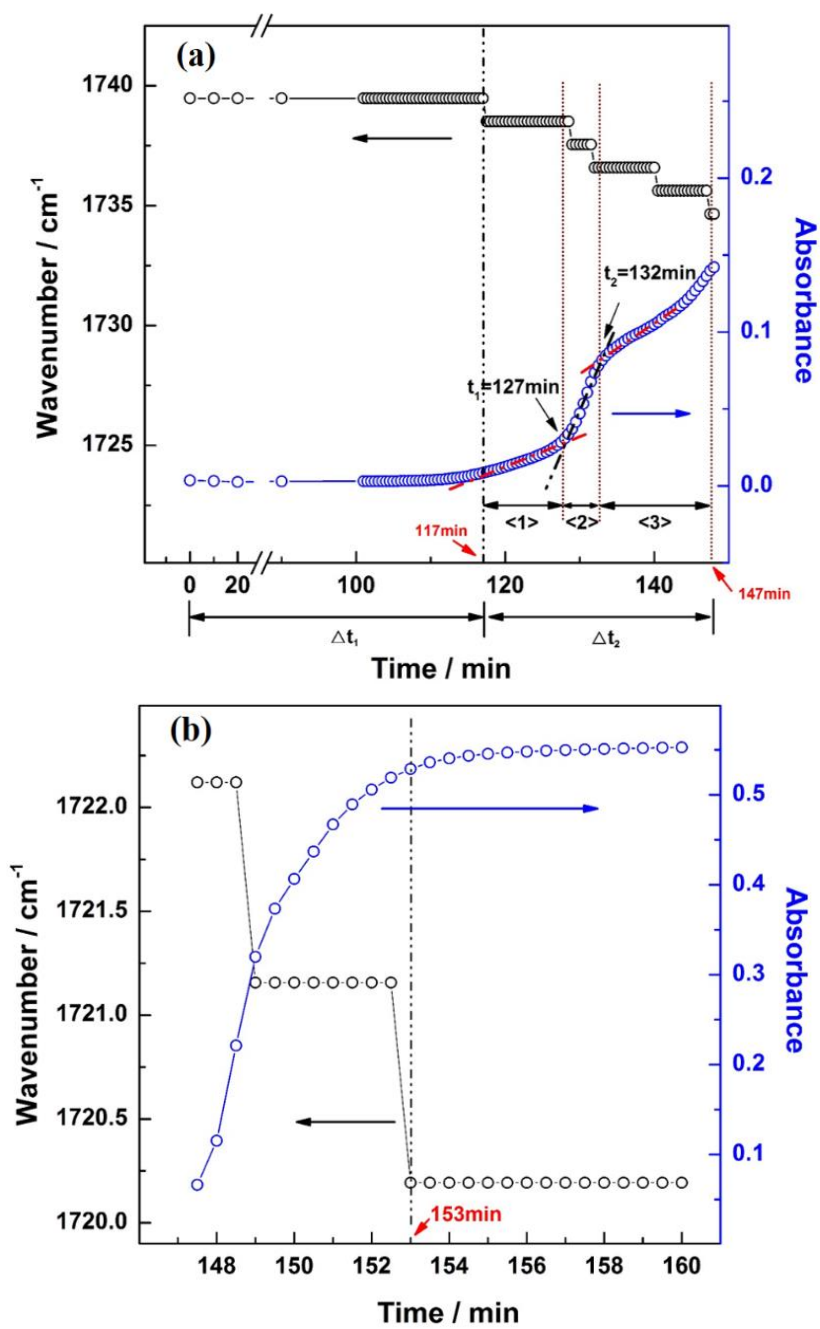 (a)
1740
1735
1730
1725
Wavenumber / cm⁻¹
0.2
0.1
0.0
Absorbance
t₂=132min
t₁=127min
<1>
<2>
<3>
117min
147min
0 20 100 120 140
△t₁ △t₂
Time / min
(b)
1722.0
1721.5
1721.0
1720.5
1720.0
Wavenumber / cm⁻¹
0.5
0.4
0.3
0.2
0.1
Absorbance
153min
148 150 152 154 156 158 160
Time / min